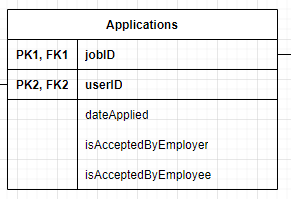 Applications
PK1, FK1 jobID
PK2, FK2 userID
dateApplied
isAcceptedByEmployer
isAcceptedByEmployee